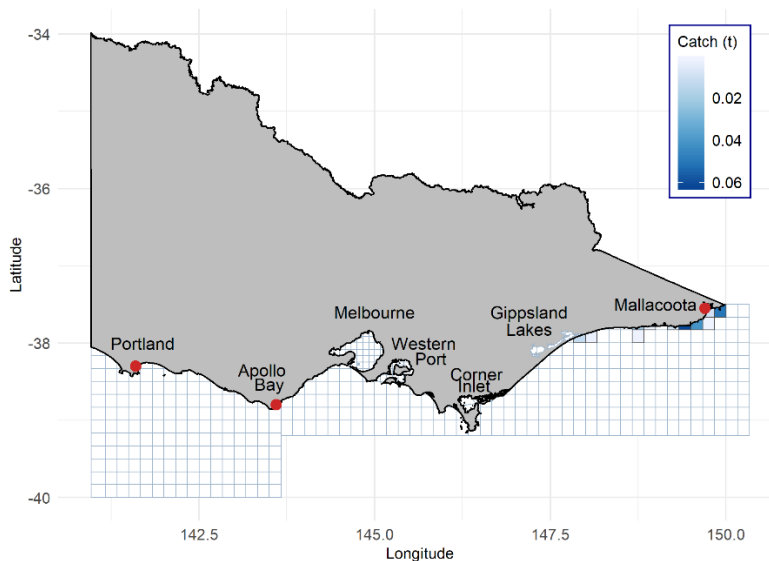 -34
-36
-38
-40
Latitude
Catch (t)
0.02
0.04
0.06
Melbourne
Gippsland
Lakes
Mallacoota
Portland
Western
Port
Apollo
Bay
Corner
Inlet
142.5
145.0
147.5
150.0
Longitude